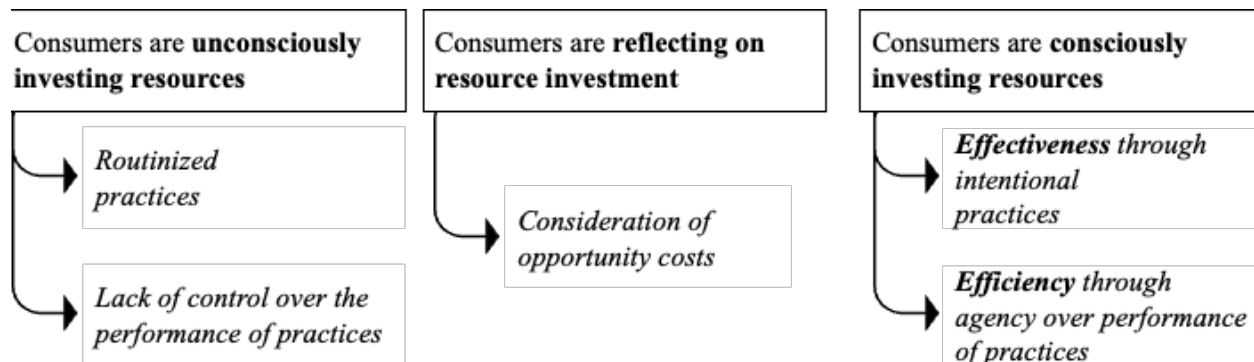 Consumers are unconsciously
investing resources
Routinized
practices
Lack of control over the
performance of practices
Consumers are reflecting on
resource investment
Consideration of
opportunity costs
Consumers are consciously
investing resources
Effectiveness through
intentional
practices
Efficiency through
agency over performance
of practices